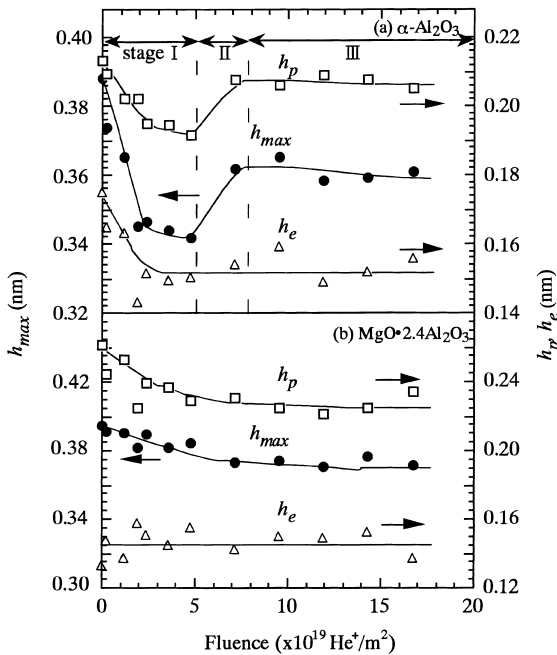 (a) α-Al₂O₃
stage I
II
III
hₚ
hₘₐₓ
hₑ
0.40
0.38
0.36
0.34
0.32
0.22
0.20
0.18
0.16
0.14
(b) MgO•2.4Al₂O₃
hₚ
hₘₐₓ
hₑ
0.42
0.38
0.34
0.30
0.24
0.20
0.16
0.12
hₘₐₓ (nm)
hₚ, hₑ (nm)
0
5
10
15
20
Fluence (x10¹⁹ He⁺/m²)